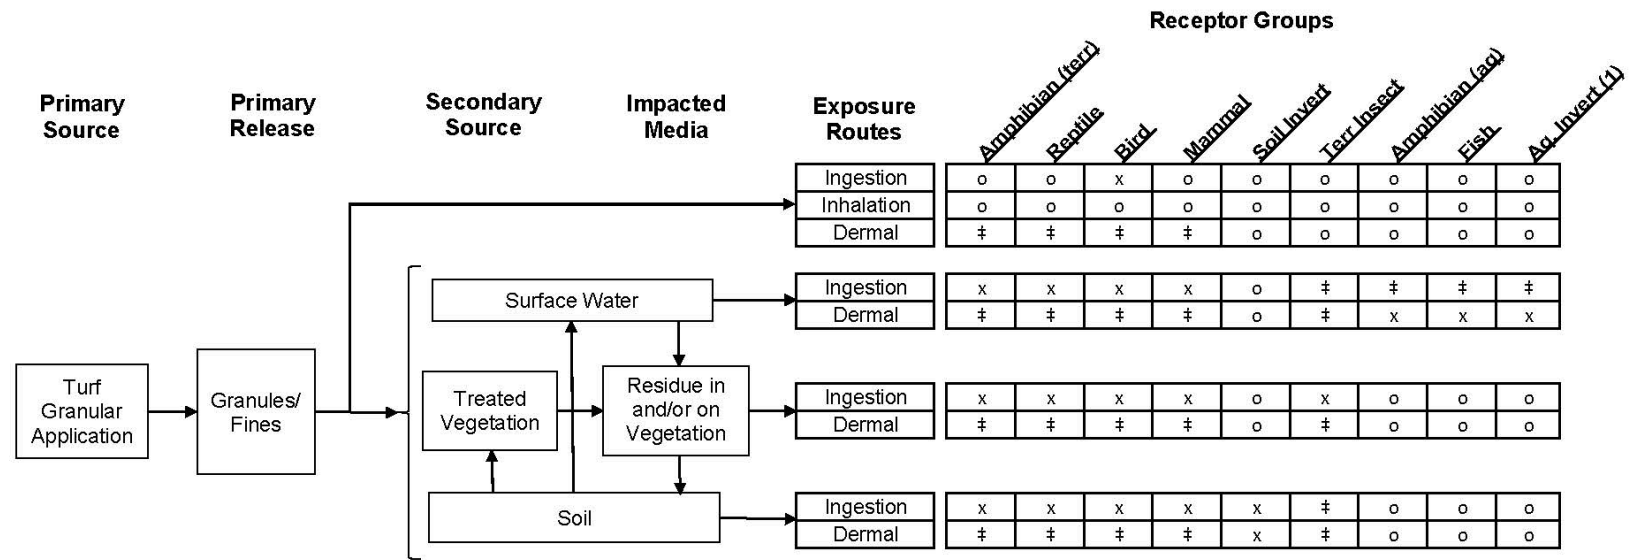 Receptor Groups
Primary
Source
Primary
Release
Secondary
Source
Impacted
Media
Exposure
Routes
Amphibian (terr)
Reptile
Bird
Mammal
Soil Invert
Terr Insect
Amphibian (aq)
Fish
Aq. Invert (1)
Ingestion o o x o o o o o o
Inhalation o o o o o o o o o
Dermal ‡ ‡ ‡ ‡ o o o o o
Surface Water
Ingestion x x x x o ‡ ‡ ‡ ‡
Dermal ‡ ‡ ‡ ‡ o ‡ x x x
Turf
Granular
Application
Granules/
Fines
Treated
Vegetation
Residue in
and/or on
Vegetation
Ingestion x x x x o x o o o
Dermal ‡ ‡ ‡ ‡ o ‡ o o o
Soil
Ingestion x x x x x ‡ o o o
Dermal ‡ ‡ ‡ ‡ x ‡ o o o